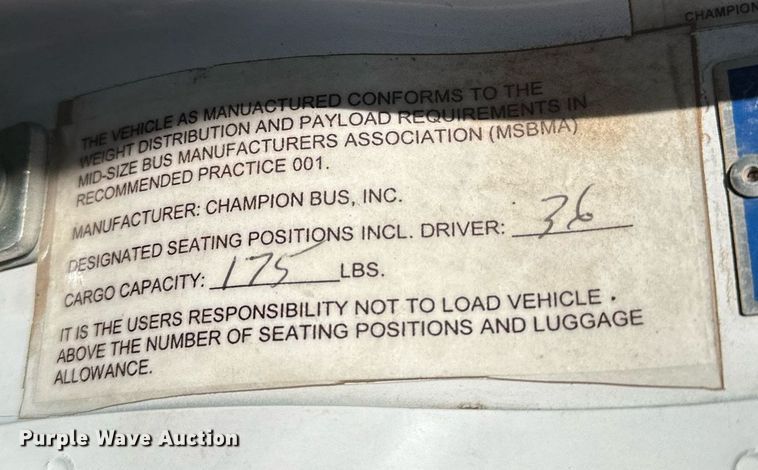 CHAMPION
THE VEHICLE AS MANUACTURED CONFORMS TO THE
WEIGHT DISTRIBUTION AND PAYLOAD REQUIREMENTS IN
MID-SIZE BUS MANUFACTURERS ASSOCIATION (MSBMA)
RECOMMENDED PRACTICE 001.
MANUFACTURER: CHAMPION BUS, INC.
DESIGNATED SEATING POSITIONS INCL. DRIVER: 36
CARGO CAPACITY: 175 LBS.
IT IS THE USERS RESPONSIBILITY NOT TO LOAD VEHICLE
ABOVE THE NUMBER OF SEATING POSITIONS AND LUGGAGE
ALLOWANCE.
Purple Wave Auction